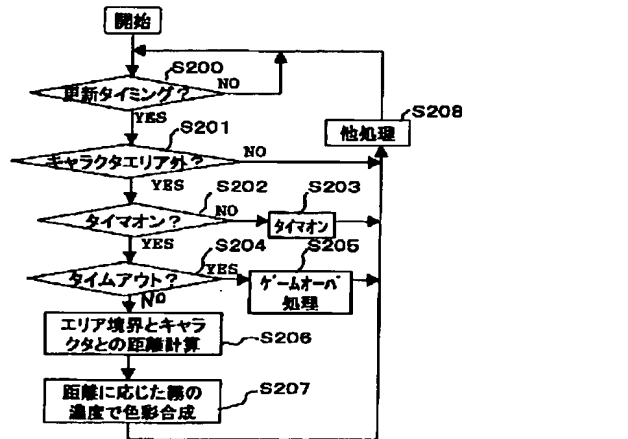 開始
S200
更新タイミング？
NO
YES
S201
キャラクタエリア外？
NO
YES
S208
他処理
S202
タイマオン？
NO
YES
S203
タイマオン
S204
タイムアウト？
YES
NO
S205
ゲームオーバ
処理
エリア境界とキャラ
クタとの距離計算
S206
距離に応じた霧の
濃度で色彩合成
S207